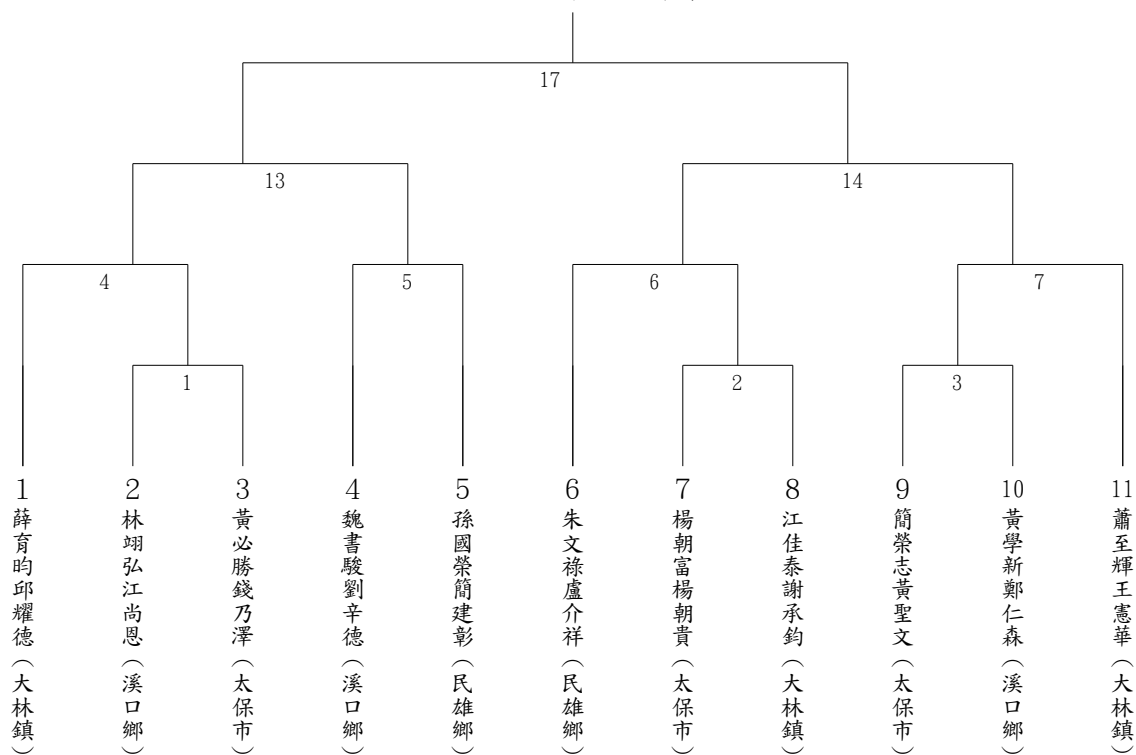 17
13
14
4
5
6
7
1
2
3
1 薛育昀邱耀德(大林鎮)
2 林翊弘江尚恩(溪口鄉)
3 黃必勝錢乃澤(太保市)
4 魏書駿劉辛德(溪口鄉)
5 孫國榮簡建彰(民雄鄉)
6 朱文祿盧介祥(民雄鄉)
7 楊朝富楊朝貴(太保市)
8 江佳泰謝承鈞(大林鎮)
9 簡榮志黃聖文(太保市)
10 黃學新鄭仁森(溪口鄉)
11 蕭至輝王憲華(大林鎮)